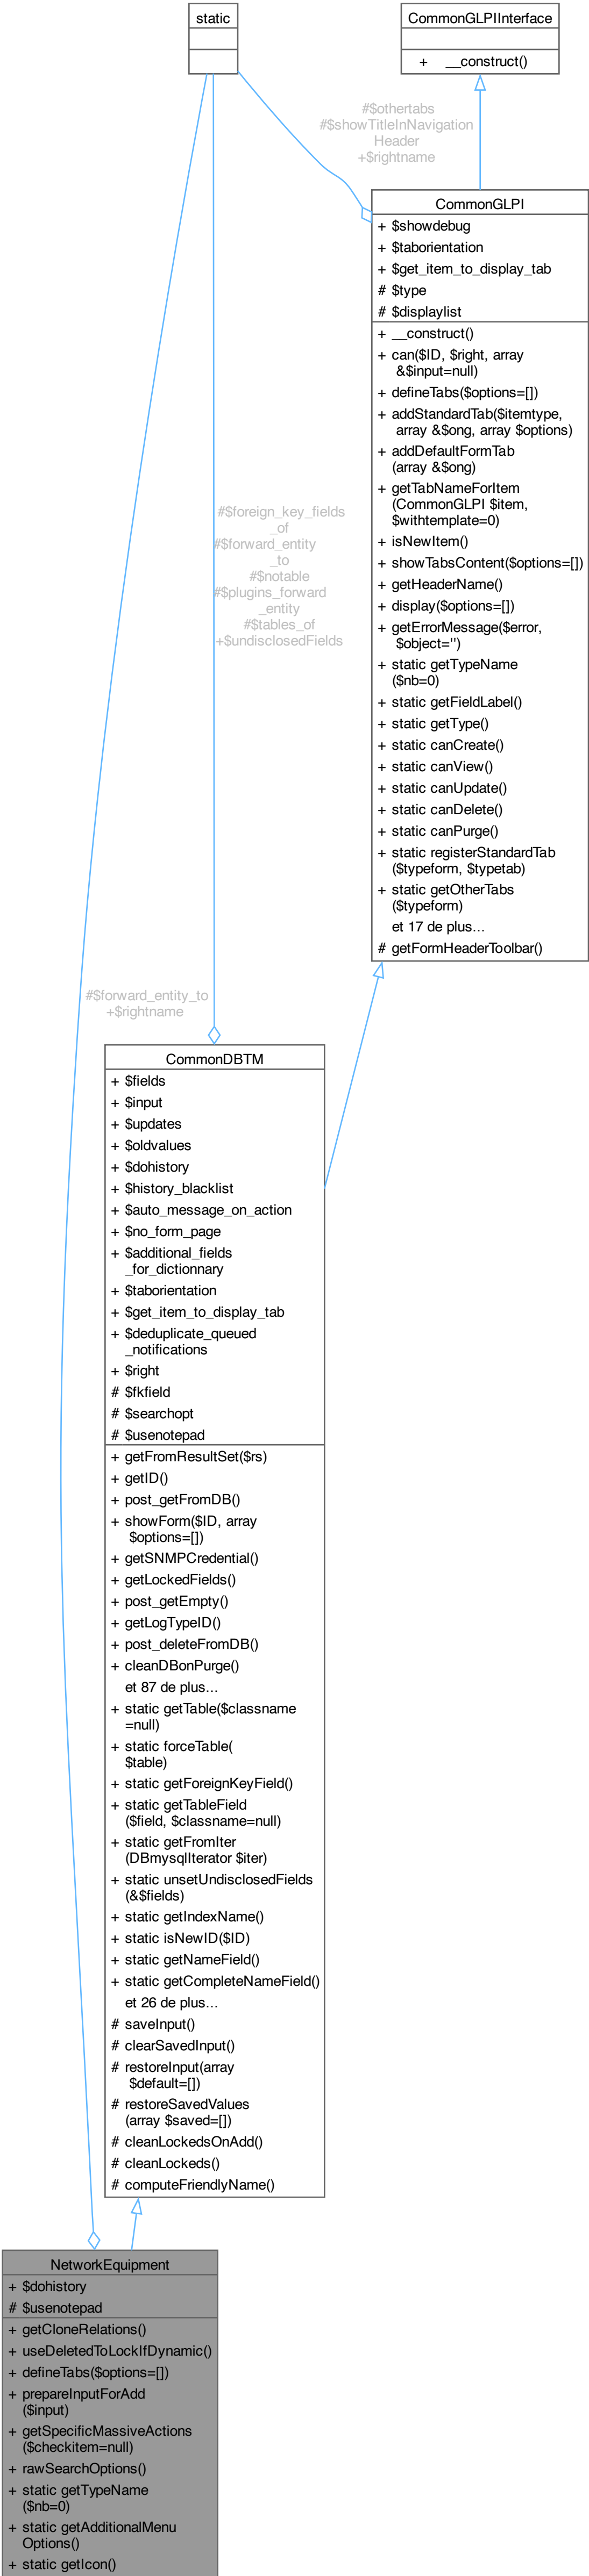 static
CommonGLPIInterface
+ __construct()
#$othertabs
#$showTitleInNavigation
Header
+$rightname
CommonGLPI
+ $showdebug
+ $taborientation
+ $get_item_to_display_tab
# $type
# $displaylist
+ __construct()
+ can($ID, $right, array
&$input=null)
+ defineTabs($options=[])
+ addStandardTab($itemtype,
array &$ong, array $options)
+ addDefaultFormTab
(array &$ong)
+ getTabNameForItem
(CommonGLPI $item,
$withtemplate=0)
+ isNewItem()
+ showTabsContent($options=[])
+ getHeaderName()
+ display($options=[])
+ getErrorMessage($error,
$object='')
+ static getTypeName
($nb=0)
+ static getFieldLabel()
+ static getType()
+ static canCreate()
+ static canView()
+ static canUpdate()
+ static canDelete()
+ static canPurge()
+ static registerStandardTab
($typeform, $typetab)
+ static getOtherTabs
($typeform)
et 17 de plus...
# getFormHeaderToolbar()
#$foreign_key_fields
_of
#$forward_entity
_to
#$notable
#$plugins_forward
_entity
#$tables_of
+$undisclosedFields
#$forward_entity_to
+$rightname
CommonDBTM
+ $fields
+ $input
+ $updates
+ $oldvalues
+ $dohistory
+ $history_blacklist
+ $auto_message_on_action
+ $no_form_page
+ $additional_fields
_for_dictionnary
+ $taborientation
+ $get_item_to_display_tab
+ $deduplicate_queued
_notifications
+ $right
# $fkfield
# $searchopt
# $usenotepad
+ getFromResultSet($rs)
+ getID()
+ post_getFromDB()
+ showForm($ID, array
$options=[])
+ getSNMPCredential()
+ getLockedFields()
+ post_getEmpty()
+ getLogTypeID()
+ post_deleteFromDB()
+ cleanDBonPurge()
et 87 de plus...
+ static getTable($classname
=null)
+ static forceTable(
$table)
+ static getForeignKeyField()
+ static getTableField
($field, $classname=null)
+ static getFromIter
(DBmysqlIterator $iter)
+ static unsetUndisclosedFields
(&$fields)
+ static getIndexName()
+ static isNewID($ID)
+ static getNameField()
+ static getCompleteNameField()
et 26 de plus...
# saveInput()
# clearSavedInput()
# restoreInput(array
$default=[])
# restoreSavedValues
(array $saved=[])
# cleanLockedsOnAdd()
# cleanLockeds()
# computeFriendlyName()
NetworkEquipment
+ $dohistory
# $usenotepad
+ getCloneRelations()
+ useDeletedToLockIfDynamic()
+ defineTabs($options=[])
+ prepareInputForAdd
($input)
+ getSpecificMassiveActions
($checkitem=null)
+ rawSearchOptions()
+ static getTypeName
($nb=0)
+ static getAdditionalMenu
Options()
+ static getIcon()